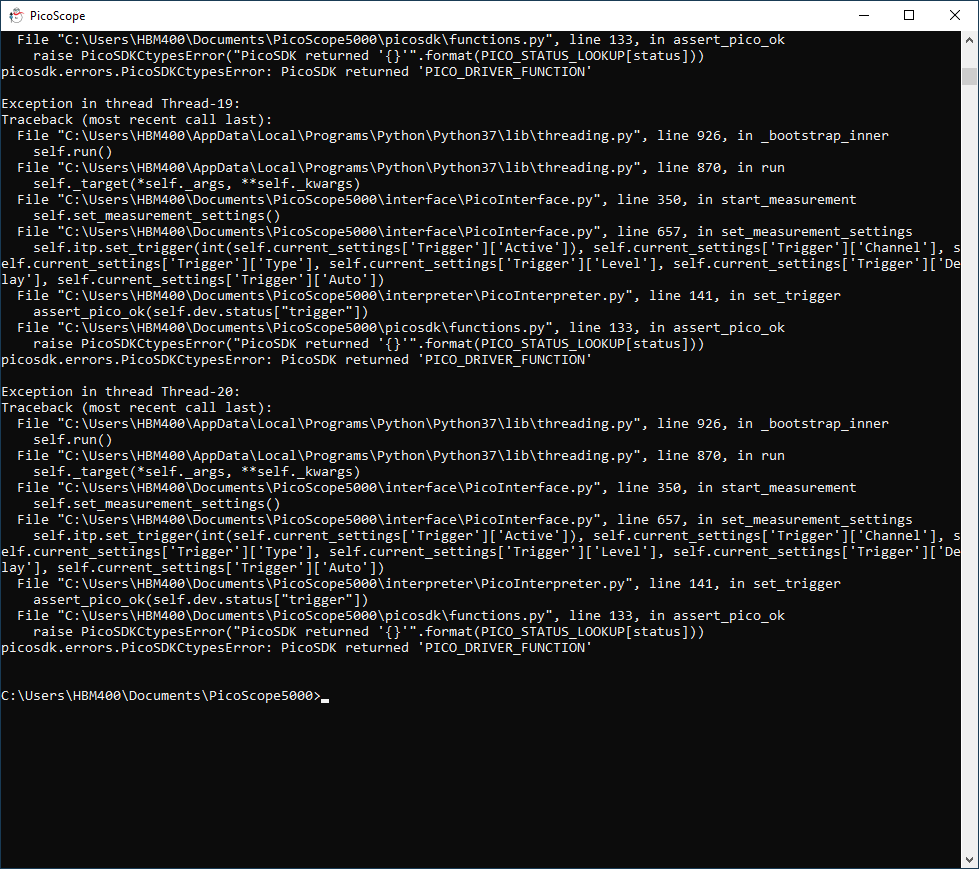 PicoScope
  File "C:\Users\HBM400\Documents\PicoScope5000\picosdk\functions.py", line 133, in assert_pico_ok
    raise PicoSDKCtypesError("PicoSDK returned '{}'".format(PICO_STATUS_LOOKUP[status]))
picosdk.errors.PicoSDKCtypesError: PicoSDK returned 'PICO_DRIVER_FUNCTION'

Exception in thread Thread-19:
Traceback (most recent call last):
  File "C:\Users\HBM400\AppData\Local\Programs\Python\Python37\lib\threading.py", line 926, in _bootstrap_inner
    self.run()
  File "C:\Users\HBM400\AppData\Local\Programs\Python\Python37\lib\threading.py", line 870, in run
    self._target(*self._args, **self._kwargs)
  File "C:\Users\HBM400\Documents\PicoScope5000\interface\PicoInterface.py", line 350, in start_measurement
    self.set_measurement_settings()
  File "C:\Users\HBM400\Documents\PicoScope5000\interface\PicoInterface.py", line 657, in set_measurement_settings
    self.itp.set_trigger(int(self.current_settings['Trigger']['Active']), self.current_settings['Trigger']['Channel'], s
elf.current_settings['Trigger']['Type'], self.current_settings['Trigger']['Level'], self.current_settings['Trigger']['De
lay'], self.current_settings['Trigger']['Auto'])
  File "C:\Users\HBM400\Documents\PicoScope5000\interpreter\PicoInterpreter.py", line 141, in set_trigger
    assert_pico_ok(self.dev.status["trigger"])
  File "C:\Users\HBM400\Documents\PicoScope5000\picosdk\functions.py", line 133, in assert_pico_ok
    raise PicoSDKCtypesError("PicoSDK returned '{}'".format(PICO_STATUS_LOOKUP[status]))
picosdk.errors.PicoSDKCtypesError: PicoSDK returned 'PICO_DRIVER_FUNCTION'

Exception in thread Thread-20:
Traceback (most recent call last):
  File "C:\Users\HBM400\AppData\Local\Programs\Python\Python37\lib\threading.py", line 926, in _bootstrap_inner
    self.run()
  File "C:\Users\HBM400\AppData\Local\Programs\Python\Python37\lib\threading.py", line 870, in run
    self._target(*self._args, **self._kwargs)
  File "C:\Users\HBM400\Documents\PicoScope5000\interface\PicoInterface.py", line 350, in start_measurement
    self.set_measurement_settings()
  File "C:\Users\HBM400\Documents\PicoScope5000\interface\PicoInterface.py", line 657, in set_measurement_settings
    self.itp.set_trigger(int(self.current_settings['Trigger']['Active']), self.current_settings['Trigger']['Channel'], s
elf.current_settings['Trigger']['Type'], self.current_settings['Trigger']['Level'], self.current_settings['Trigger']['De
lay'], self.current_settings['Trigger']['Auto'])
  File "C:\Users\HBM400\Documents\PicoScope5000\interpreter\PicoInterpreter.py", line 141, in set_trigger
    assert_pico_ok(self.dev.status["trigger"])
  File "C:\Users\HBM400\Documents\PicoScope5000\picosdk\functions.py", line 133, in assert_pico_ok
    raise PicoSDKCtypesError("PicoSDK returned '{}'".format(PICO_STATUS_LOOKUP[status]))
picosdk.errors.PicoSDKCtypesError: PicoSDK returned 'PICO_DRIVER_FUNCTION'

C:\Users\HBM400\Documents\PicoScope5000>